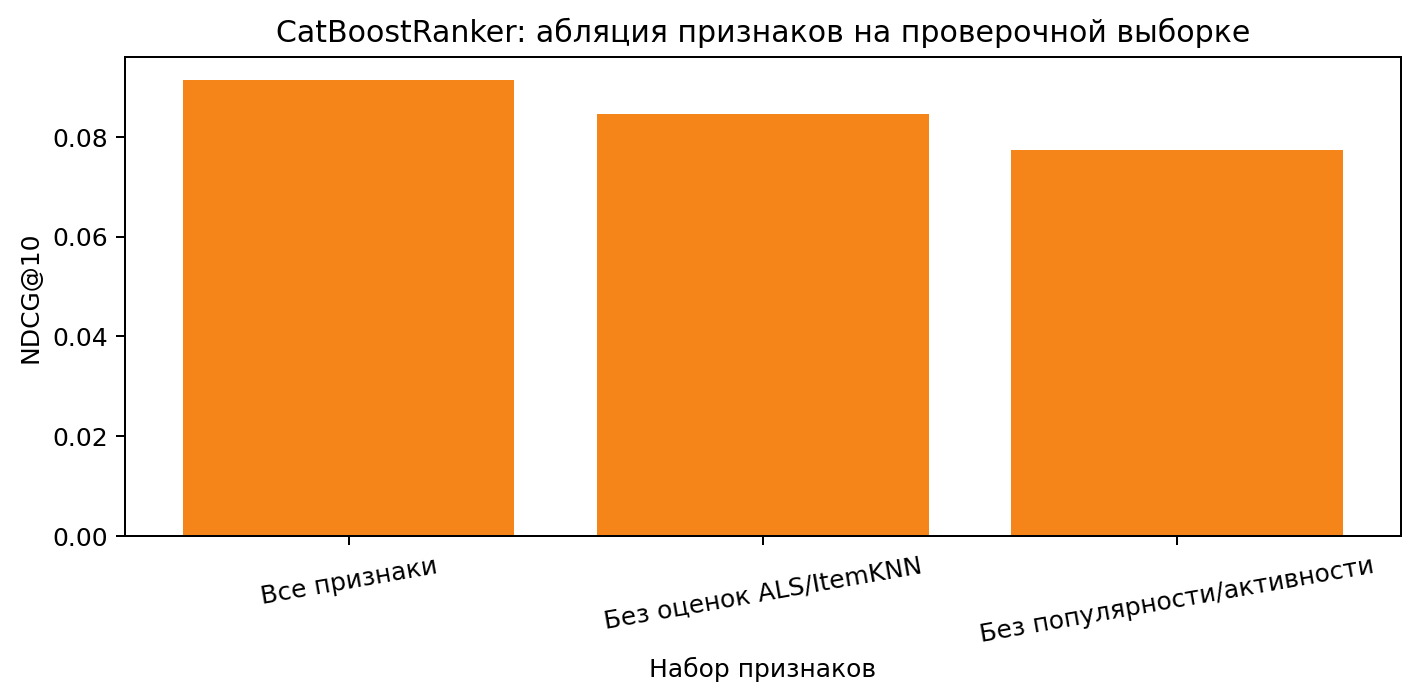 CatBoostRanker: абляция признаков на проверочной выборке
NDCG@10
0.08
0.06
0.04
0.02
0.00
Все признаки
Без оценок ALS/ItemKNN
Без популярности/активности
Набор признаков